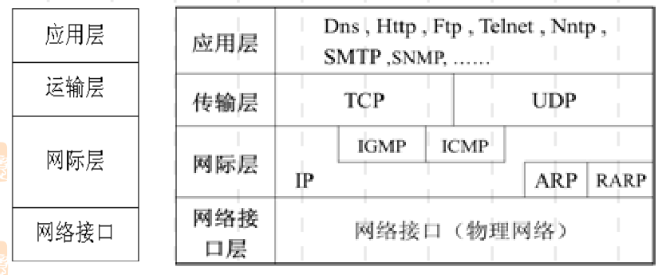 应用层
运输层
网际层
网络接口
应用层
Dns , Http , Ftp , Telnet , Nntp ,
SMTP ,SNMP, ……
传输层
TCP
UDP
网际层
IGMP
ICMP
IP
ARP
RARP
网络接
口层
网络接口（物理网络）